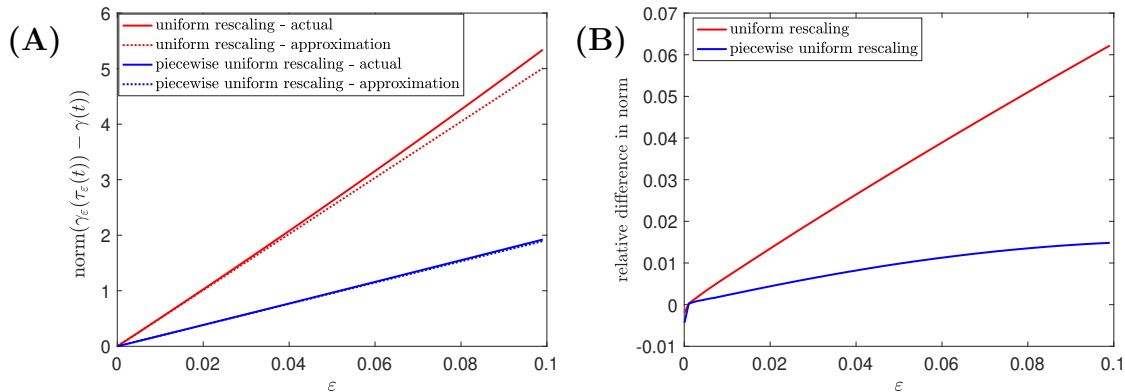 (A)
norm(γε(τε(t)) − γ(t))
6
5
4
3
2
1
0
uniform rescaling - actual
uniform rescaling - approximation
piecewise uniform rescaling - actual
piecewise uniform rescaling - approximation
0 0.02 0.04 0.06 0.08 0.1
ε
(B)
relative difference in norm
0.07
0.06
0.05
0.04
0.03
0.02
0.01
0
-0.01
uniform rescaling
piecewise uniform rescaling
0 0.02 0.04 0.06 0.08 0.1
ε